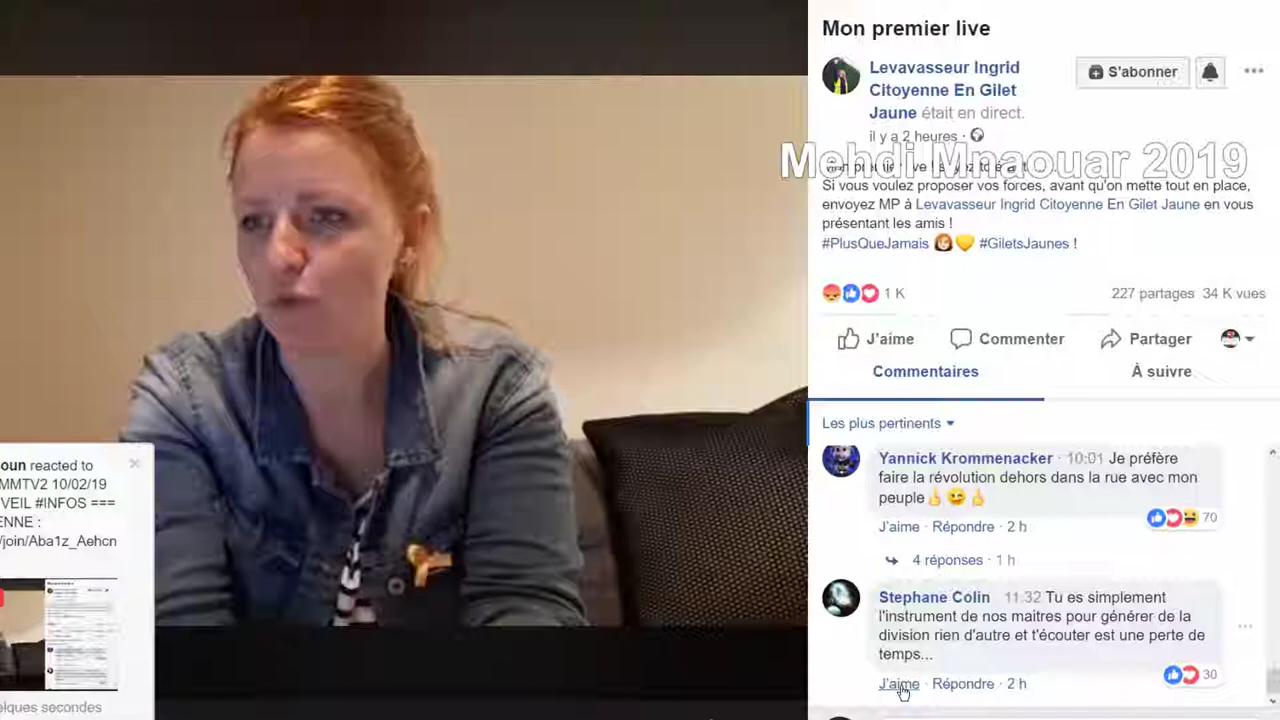 Mon premier live
Levavasseur Ingrid
Citoyenne En Gilet
Jaune était en direct.
S'abonner
il y a 2 heures ·
Mehdi Mnaouar 2019
Si vous voulez proposer vos forces, avant qu'on mette tout en place,
envoyez MP à Levavasseur Ingrid Citoyenne En Gilet Jaune en vous
présentant les amis !
#PlusQueJamais 👩🏻‍🦰💛 #GiletsJaunes !
1 K
227 partages 34 K vues
J'aime Commenter Partager
Commentaires À suivre
Les plus pertinents
Yannick Krommenacker · 10:01 Je préfère
faire la révolution dehors dans la rue avec mon
peuple👍😉👍
70
J'aime · Répondre · 2 h
4 réponses · 1 h
Stephane Colin 11:32 Tu es simplement
l'instrument de nos maitres pour générer de la
division rien d'autre et t'écouter est une perte de
temps...
30
J'aime · Répondre · 2 h
oun reacted to
MMTV2 10/02/19
VEIL #INFOS ===
ENNE :
/join/Aba1z_Aehcn
elques secondes